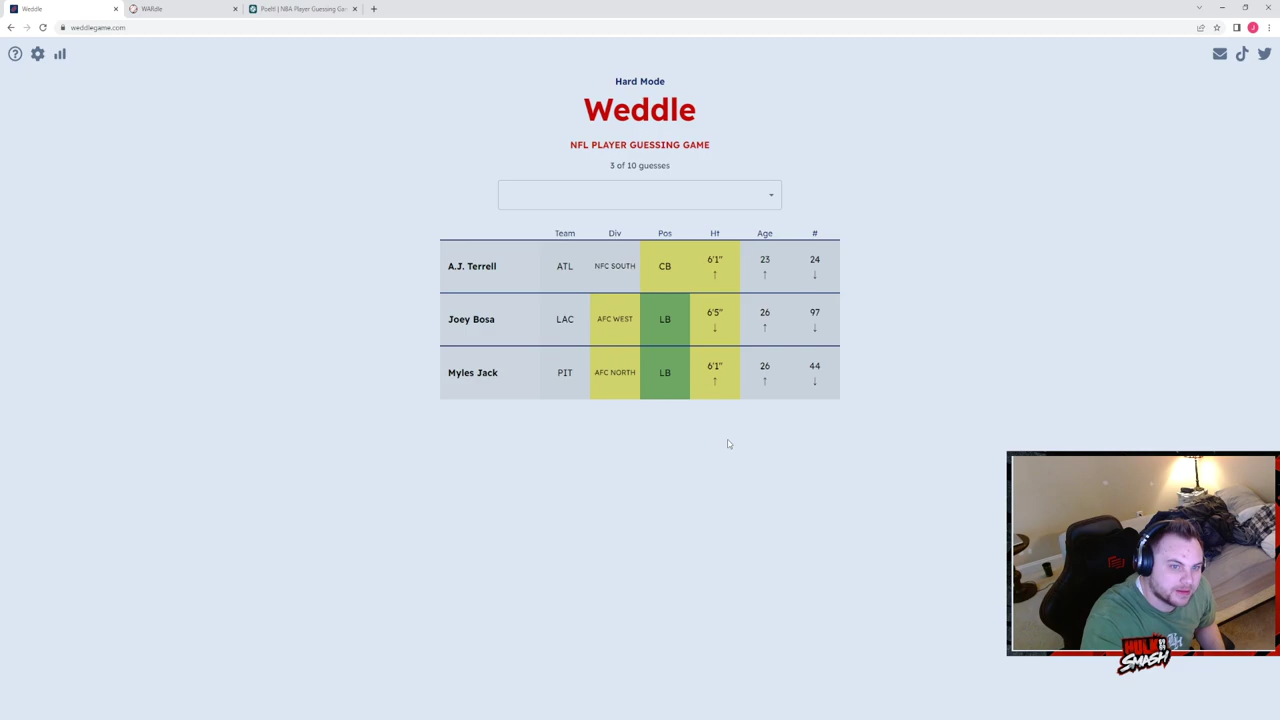 Weddle
WARdle
Poeltl | NBA Player Guessing Ga
weddlegame.com
J
Hard Mode
Weddle
NFL PLAYER GUESSING GAME
3 of 10 guesses
Team Div Pos Ht Age #
A.J. Terrell ATL NFC SOUTH CB 6'1" ↑ 23 ↑ 24 ↓
Joey Bosa LAC AFC WEST LB 6'5" ↓ 26 ↑ 97 ↓
Myles Jack PIT AFC NORTH LB 6'1" ↑ 26 ↑ 44 ↓
HULK
SMASH